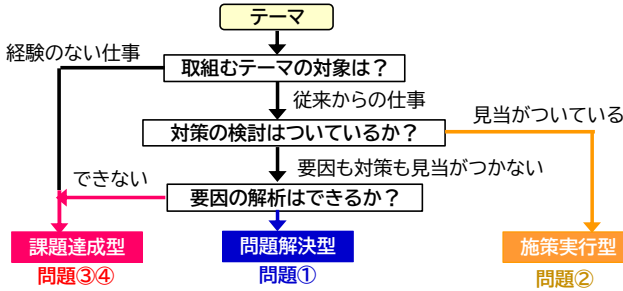 テーマ
経験のない仕事
取組むテーマの対象は？
従来からの仕事
見当がついている
対策の検討はついているか？
要因も対策も見当がつかない
できない
要因の解析はできるか？
課題達成型
問題解決型
施策実行型
問題③④
問題①
問題②